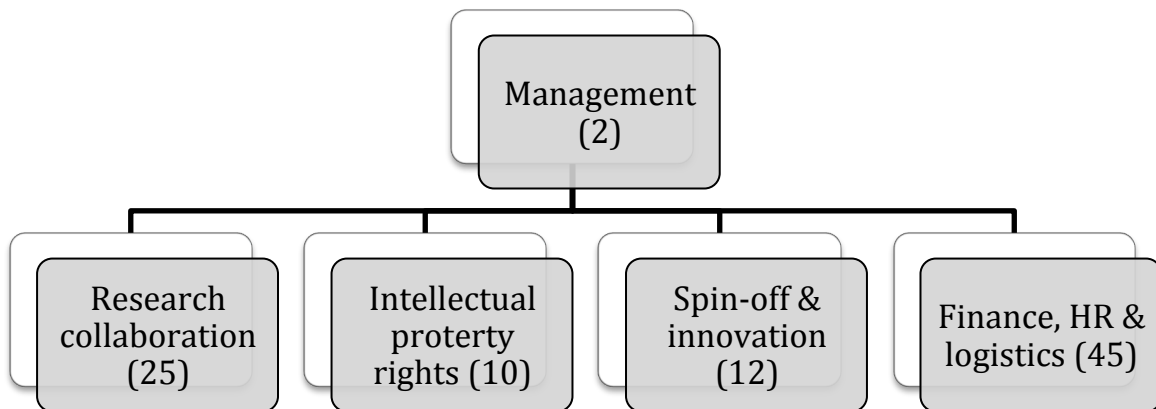 Management
(2)
Research
collaboration
(25)
Intellectual
proterty
rights (10)
Spin-off &
innovation
(12)
Finance, HR &
logistics (45)